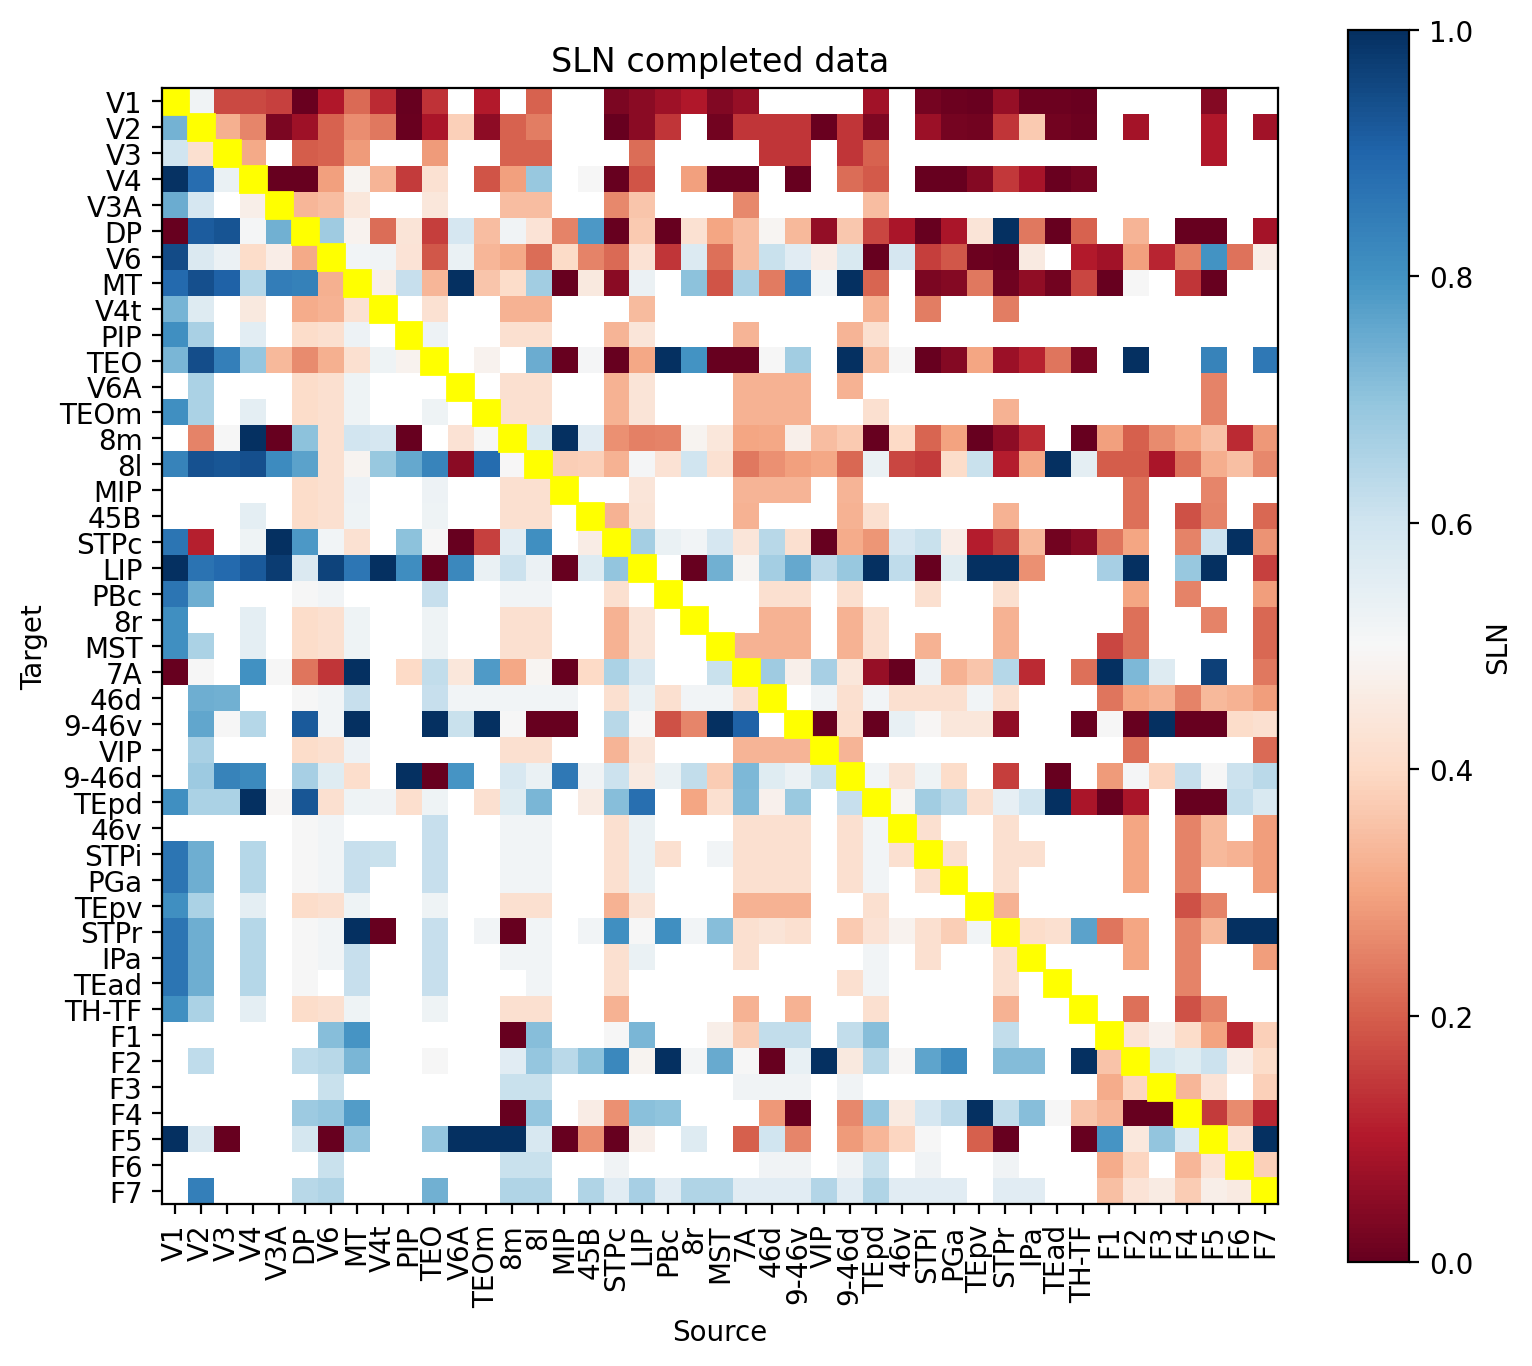 SLN completed data
V1
V2
V3
V4
V3A
DP
V6
MT
V4t
PIP
TEO
V6A
TEOm
8m
8l
MIP
45B
STPc
LIP
PBc
8r
MST
7A
46d
9-46v
VIP
9-46d
TEpd
46v
STPi
PGa
TEpv
STPr
IPa
TEad
TH-TF
F1
F2
F3
F4
F5
F6
F7
Target
V1 V2 V3 V4 V3A DP V6 MT V4t PIP TEO V6A TEOm 8m 8l MIP 45B STPc LIP PBc 8r MST 7A 46d 9-46v VIP 9-46d TEpd 46v STPi PGa TEpv STPr IPa TEad TH-TF F1 F2 F3 F4 F5 F6 F7
Source
1.0
0.8
0.6
0.4
0.2
0.0
SLN